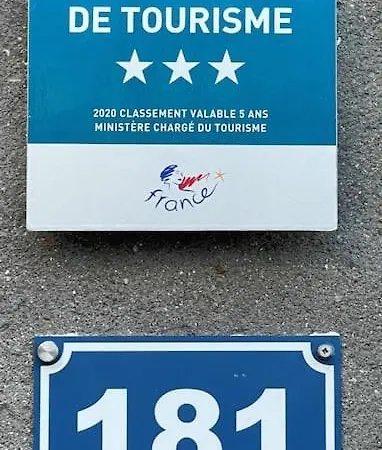 DE TOURISME
2020 CLASSEMENT VALABLE 5 ANS
MINISTÈRE CHARGÉ DU TOURISME
france
181